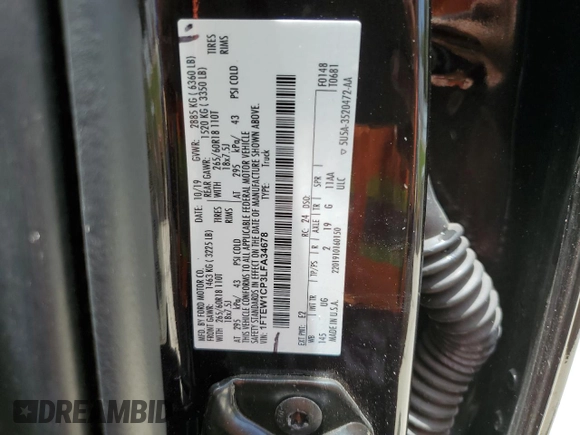 MFD. BY FORD MOTOR CO.
DATE: 10/19 GVWR: 2885 KG ( 6360 LB)
FRONT GAWR: 1463 KG (3225 LB) REAR GAWR: 1520 KG ( 3350 LB)
265/60R18 110T TIRES WITH 265/60R18 110T TIRES
18x7.5J RIMS 18x7.5J RIMS
AT 295 kPa/ 43 PSI COLD AT 295 kPa/ 43 PSI COLD
THIS VEHICLE CONFORMS TO ALL APPLICABLE FEDERAL MOTOR VEHICLE
SAFETY STANDARDS IN EFFECT ON THE DATE OF MANUFACTURE SHOWN ABOVE.
VIN: 1FTEW1CP3LFA34678 TYPE: Truck
F0148
T0681
EXT PNT: E2 RC: 24 DSO:
WB INT TR TP/PS R AXLE TR SPR
145 UG 2 19 G 11AA
ULC
MADE IN U.S.A. 2201910160150 5U5A-3520472-AA
DREAMBID